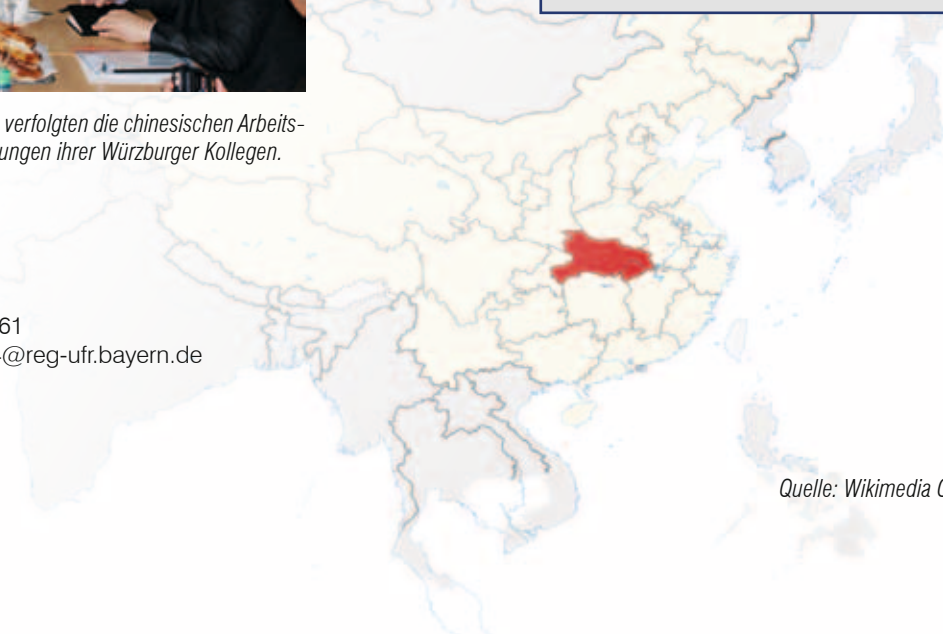 verfolgten die chinesischen Arbeits-
ungen ihrer Würzburger Kollegen.
61
@reg-ufr.bayern.de
Quelle: Wikimedia